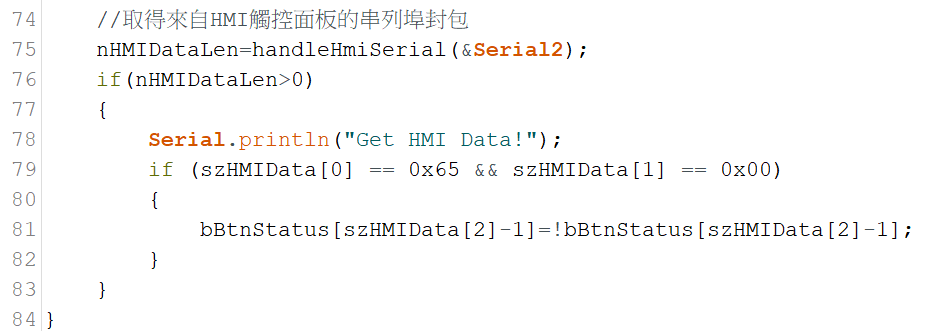 74 //取得來自HMI觸控面板的串列埠封包
75 nHMIDataLen=handleHmiSerial(&Serial2);
76 if(nHMIDataLen>0)
77 {
78 Serial.println("Get HMI Data!");
79 if (szHMIData[0] == 0x65 && szHMIData[1] == 0x00)
80 {
81 bBtnStatus[szHMIData[2]-1]=!bBtnStatus[szHMIData[2]-1];
82 }
83 }
84 }